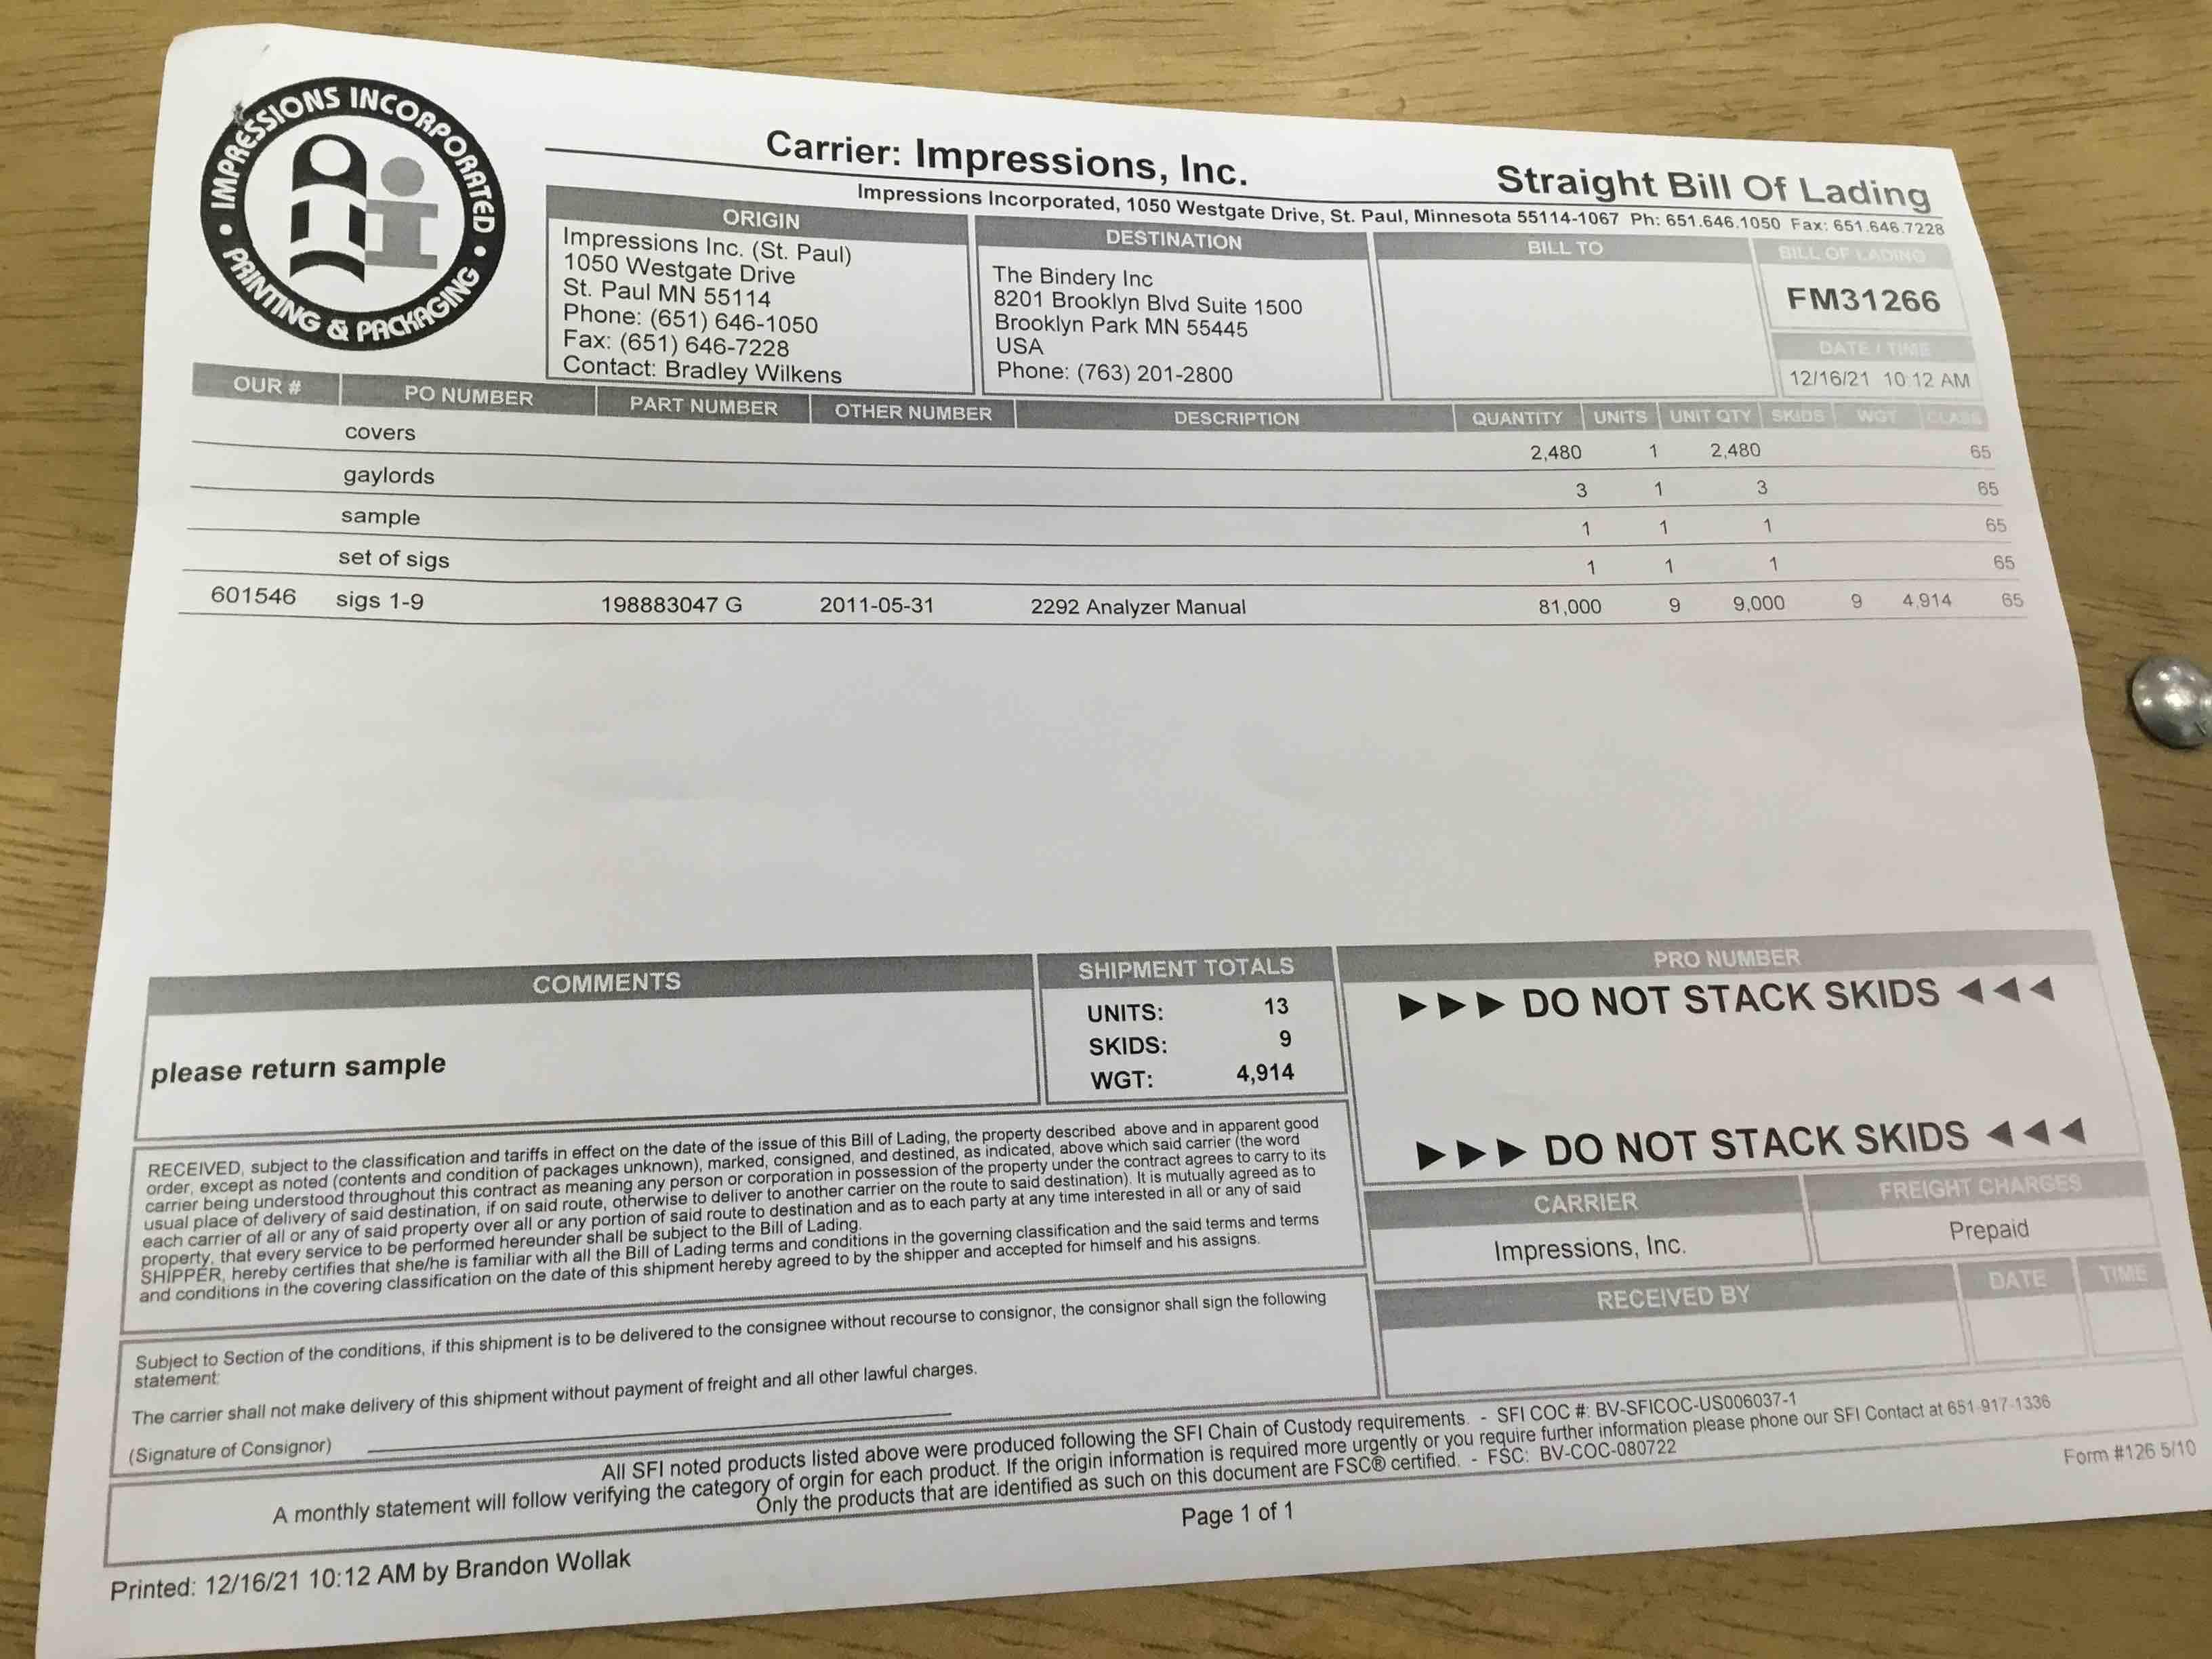 IMPRESSIONS INCORPORATED • PRINTING & PACKAGING •
Carrier: Impressions, Inc.
Straight Bill Of Lading
Impressions Incorporated, 1050 Westgate Drive, St. Paul, Minnesota 55114-1067 Ph: 651.646.1050 Fax: 651.646.7228
ORIGIN
Impressions Inc. (St. Paul)
1050 Westgate Drive
St. Paul MN 55114
Phone: (651) 646-1050
Fax: (651) 646-7228
Contact: Bradley Wilkens
DESTINATION
The Bindery Inc
8201 Brooklyn Blvd Suite 1500
Brooklyn Park MN 55445
USA
Phone: (763) 201-2800
BILL TO
BILL OF LADING
FM31266
DATE / TIME
12/16/21 10:12 AM
OUR # PO NUMBER PART NUMBER OTHER NUMBER DESCRIPTION QUANTITY UNITS UNIT QTY SKIDS WGT CLASS
covers 2,480 1 2,480 65
gaylords 3 1 3 65
sample 1 1 1 65
set of sigs 1 1 1 65
601546 sigs 1-9 198883047 G 2011-05-31 2292 Analyzer Manual 81,000 9 9,000 9 4,914 65
COMMENTS
please return sample
SHIPMENT TOTALS
UNITS: 13
SKIDS: 9
WGT: 4,914
PRO NUMBER
▶▶▶ DO NOT STACK SKIDS ◀◀◀
▶▶▶ DO NOT STACK SKIDS ◀◀◀
RECEIVED, subject to the classification and tariffs in effect on the date of the issue of this Bill of Lading, the property described above and in apparent good
order, except as noted (contents and condition of packages unknown), marked, consigned, and destined, as indicated, above which said carrier (the word
carrier being understood throughout this contract as meaning any person or corporation in possession of the property under the contract agrees to carry to its
usual place of delivery of said destination, if on said route, otherwise to deliver to another carrier on the route to said destination). It is mutually agreed as to
each carrier of all or any of said property over all or any portion of said route to destination and as to each party at any time interested in all or any of said
property, that every service to be performed hereunder shall be subject to the Bill of Lading.
SHIPPER, hereby certifies that she/he is familiar with all the Bill of Lading terms and conditions in the governing classification and the said terms and terms
and conditions in the covering classification on the date of this shipment hereby agreed to by the shipper and accepted for himself and his assigns.
CARRIER
Impressions, Inc.
FREIGHT CHARGES
Prepaid
RECEIVED BY
DATE
TIME
Subject to Section of the conditions, if this shipment is to be delivered to the consignee without recourse to consignor, the consignor shall sign the following
statement:
The carrier shall not make delivery of this shipment without payment of freight and all other lawful charges.
(Signature of Consignor)
All SFI noted products listed above were produced following the SFI Chain of Custody requirements. - SFI COC #: BV-SFICOC-US006037-1
A monthly statement will follow verifying the category of orgin for each product. If the origin information is required more urgently or you require further information please phone our SFI Contact at 651-917-1336
Only the products that are identified as such on this document are FSC® certified. - FSC: BV-COC-080722
Form #126 5/10
Page 1 of 1
Printed: 12/16/21 10:12 AM by Brandon Wollak